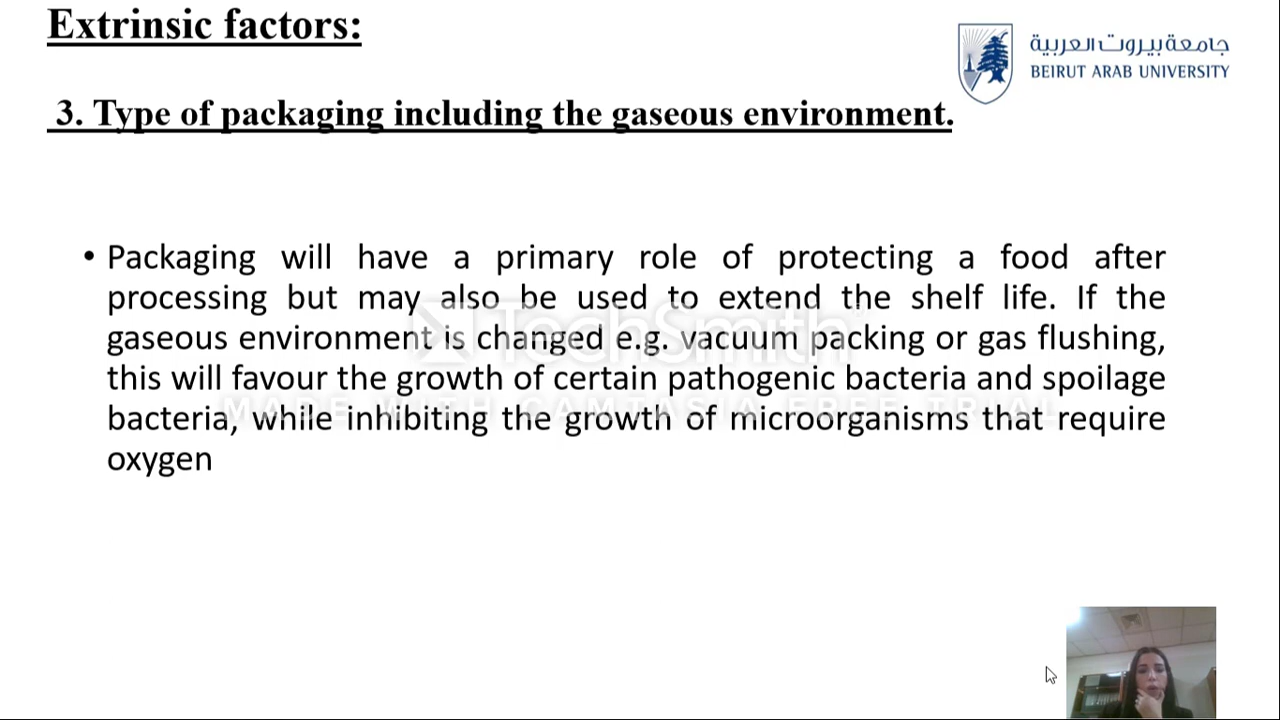 Extrinsic factors:
جامعة بيروت العربية
BEIRUT ARAB UNIVERSITY
3. Type of packaging including the gaseous environment.
• Packaging will have a primary role of protecting a food after
processing but may also be used to extend the shelf life. If the
gaseous environment is changed e.g. vacuum packing or gas flushing,
this will favour the growth of certain pathogenic bacteria and spoilage
bacteria, while inhibiting the growth of microorganisms that require
oxygen
TechSmith®
MADE WITH CAMTASIA FREE TRIAL